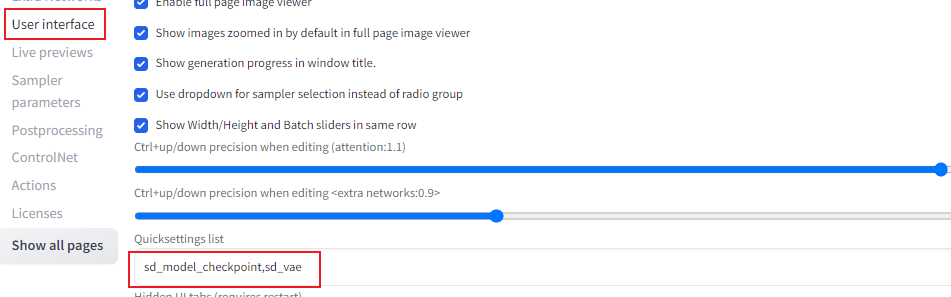 Extra Networks
User interface
Live previews
Sampler
parameters
Postprocessing
ControlNet
Actions
Licenses
Show all pages
Enable full page image viewer
Show images zoomed in by default in full page image viewer
Show generation progress in window title.
Use dropdown for sampler selection instead of radio group
Show Width/Height and Batch sliders in same row
Ctrl+up/down precision when editing (attention:1.1)
Ctrl+up/down precision when editing <extra networks:0.9>
Quicksettings list
sd_model_checkpoint,sd_vae
Hidden UI tabs (requires restart)